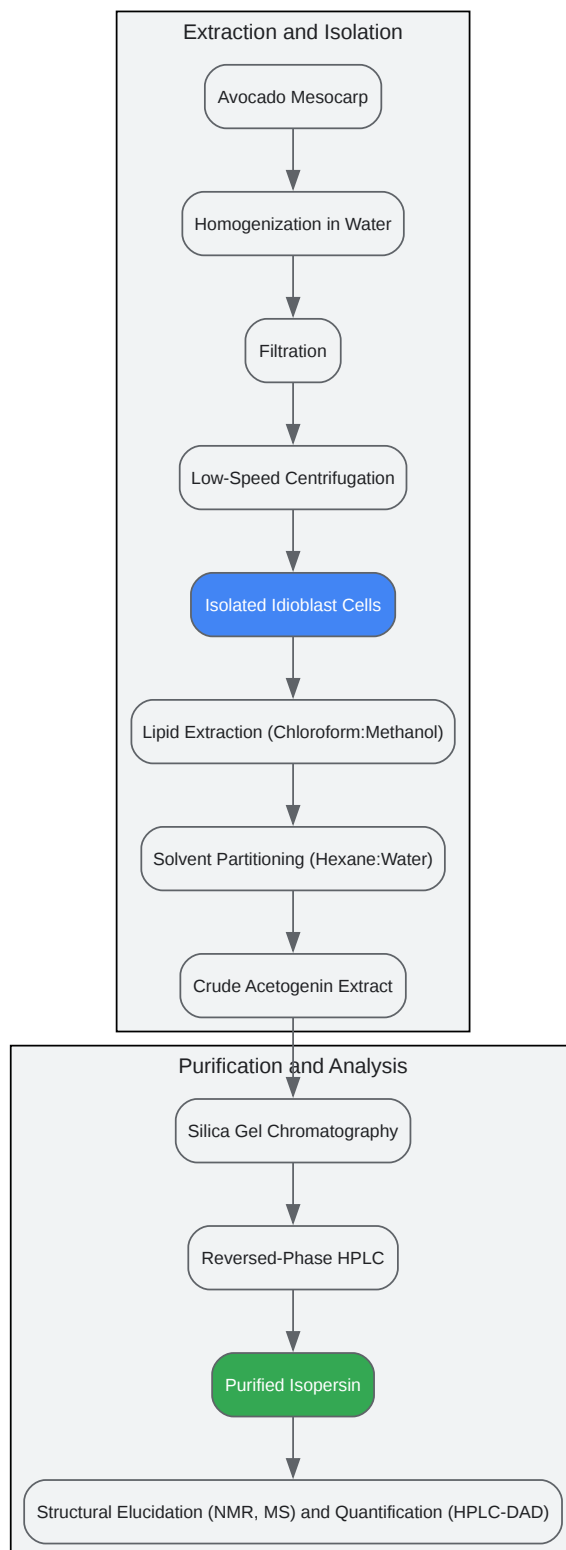 Extraction and Isolation
Avocado Mesocarp
Homogenization in Water
Filtration
Low-Speed Centrifugation
Isolated Idioblast Cells
Lipid Extraction (Chloroform:Methanol)
Solvent Partitioning (Hexane:Water)
Crude Acetogenin Extract
Purification and Analysis
Silica Gel Chromatography
Reversed-Phase HPLC
Purified Isopersin
Structural Elucidation (NMR, MS) and Quantification (HPLC-DAD)